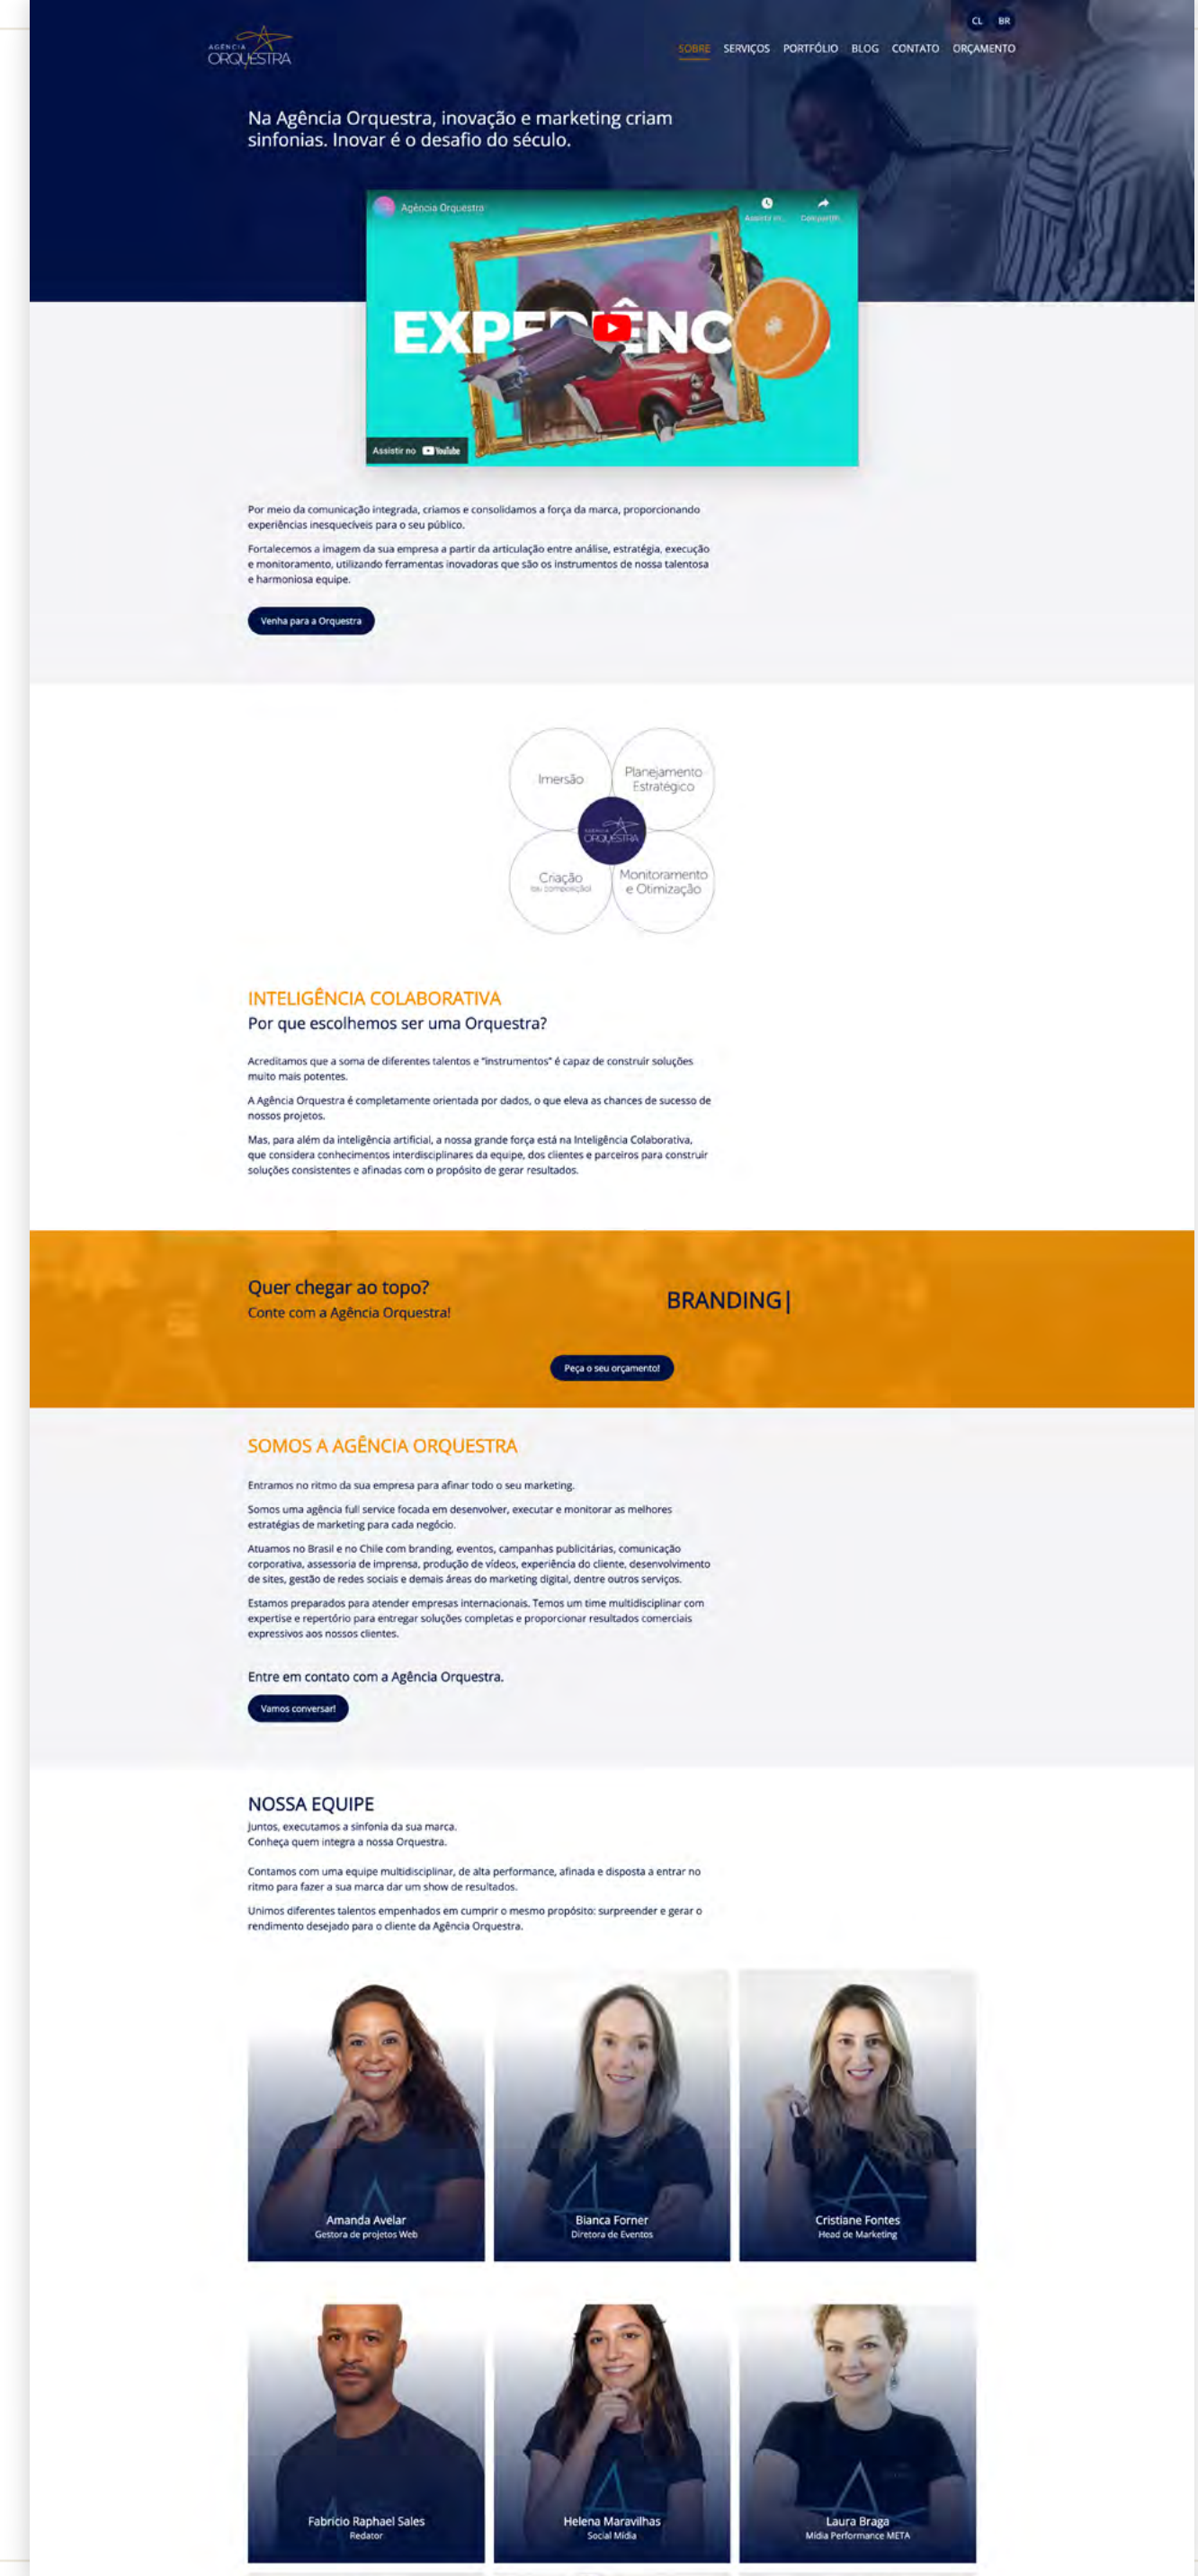 CL BR
AGÊNCIA
ORQUESTRA
SOBRE SERVIÇOS PORTFÓLIO BLOG CONTATO ORÇAMENTO
Na Agência Orquestra, inovação e marketing criam
sinfonias. Inovar é o desafio do século.
Agência Orquestra
Assistir m... Compartilh...
Assistir no YouTube
Por meio da comunicação integrada, criamos e consolidamos a força da marca, proporcionando
experiências inesquecíveis para o seu público.
Fortalecemos a imagem da sua empresa a partir da articulação entre análise, estratégia, execução
e monitoramento, utilizando ferramentas inovadoras que são os instrumentos de nossa talentosa
e harmoniosa equipe.
Venha para a Orquestra
Imersão
Planejamento
Estratégico
AGÊNCIA
ORQUESTRA
Criação
(ou composição)
Monitoramento
e Otimização
INTELIGÊNCIA COLABORATIVA
Por que escolhemos ser uma Orquestra?
Acreditamos que a soma de diferentes talentos e "instrumentos" é capaz de construir soluções
muito mais potentes.
A Agência Orquestra é completamente orientada por dados, o que eleva as chances de sucesso de
nossos projetos.
Mas, para além da inteligência artificial, a nossa grande força está na Inteligência Colaborativa,
que considera conhecimentos interdisciplinares da equipe, dos clientes e parceiros para construir
soluções consistentes e afinadas com o propósito de gerar resultados.
Quer chegar ao topo?
Conte com a Agência Orquestra!
BRANDING|
Peça o seu orçamento!
SOMOS A AGÊNCIA ORQUESTRA
Entramos no ritmo da sua empresa para afinar todo o seu marketing.
Somos uma agência full service focada em desenvolver, executar e monitorar as melhores
estratégias de marketing para cada negócio.
Atuamos no Brasil e no Chile com branding, eventos, campanhas publicitárias, comunicação
corporativa, assessoria de imprensa, produção de vídeos, experiência do cliente, desenvolvimento
de sites, gestão de redes sociais e demais áreas do marketing digital, dentre outros serviços.
Estamos preparados para atender empresas internacionais. Temos um time multidisciplinar com
expertise e repertório para entregar soluções completas e proporcionar resultados comerciais
expressivos aos nossos clientes.
Entre em contato com a Agência Orquestra.
Vamos conversar!
NOSSA EQUIPE
Juntos, executamos a sinfonia da sua marca.
Conheça quem integra a nossa Orquestra.
Contamos com uma equipe multidisciplinar, de alta performance, afinada e disposta a entrar no
ritmo para fazer a sua marca dar um show de resultados.
Unimos diferentes talentos empenhados em cumprir o mesmo propósito: surpreender e gerar o
rendimento desejado para o cliente da Agência Orquestra.
Amanda Avelar
Gestora de projetos Web
Bianca Forner
Diretora de Eventos
Cristiane Fontes
Head de Marketing
Fabrício Raphael Sales
Redator
Helena Maravilhas
Social Mídia
Laura Braga
Mídia Performance META